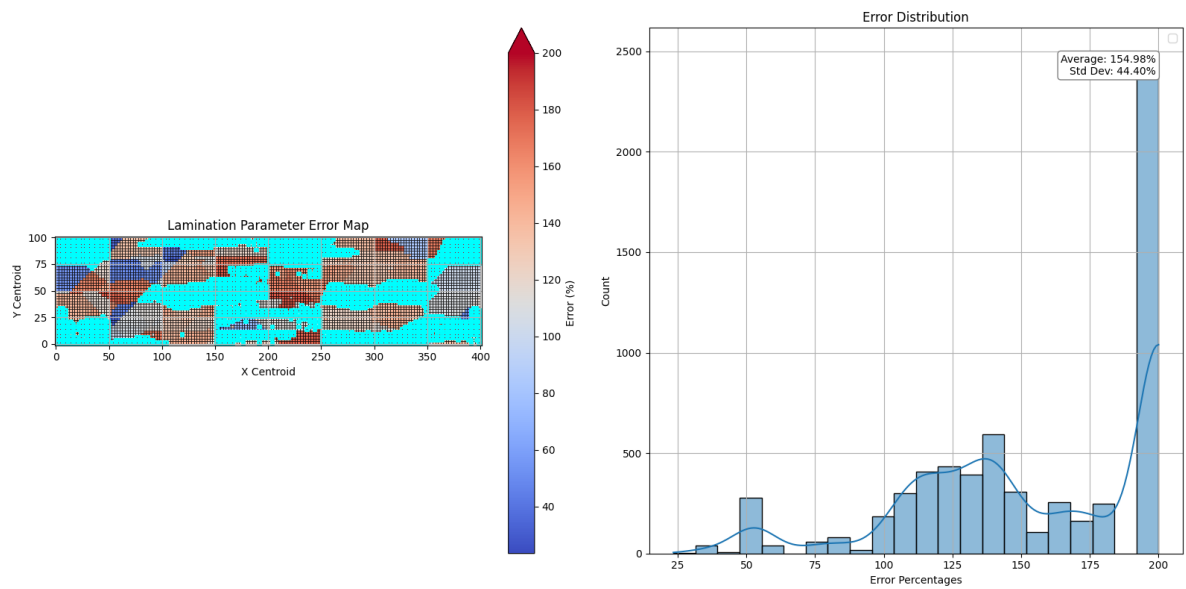 Lamination Parameter Error Map
100
75
50
25
0
Y Centroid
0 50 100 150 200 250 300 350 400
X Centroid
200
180
160
140
120
100
80
60
40
Error (%)
Error Distribution
Average: 154.98%
Std Dev: 44.40%
2500
2000
1500
1000
500
0
Count
25 50 75 100 125 150 175 200
Error Percentages